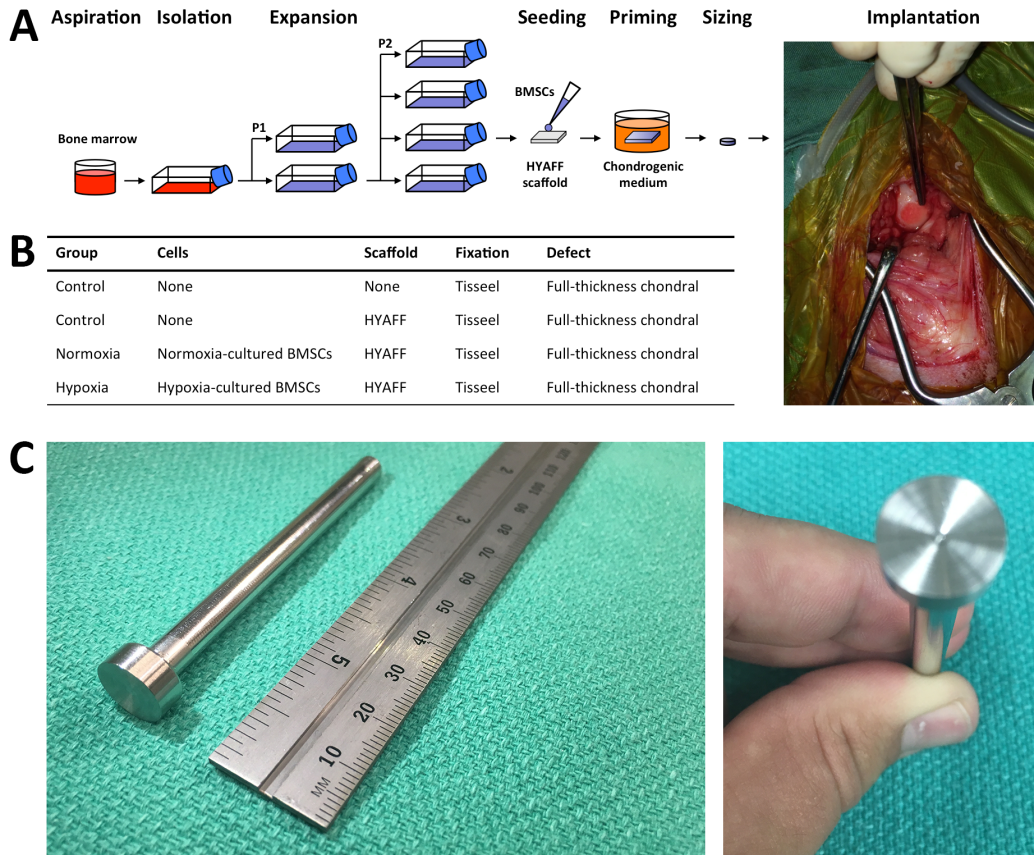 A
Aspiration Isolation Expansion Seeding Priming Sizing Implantation
P2
BMSCs
P1
Bone marrow
HYAFF
scaffold
Chondrogenic
medium
B
Group Cells Scaffold Fixation Defect
Control None None Tisseel Full-thickness chondral
Control None HYAFF Tisseel Full-thickness chondral
Normoxia Normoxia-cultured BMSCs HYAFF Tisseel Full-thickness chondral
Hypoxia Hypoxia-cultured BMSCs HYAFF Tisseel Full-thickness chondral
C
2
3
4
5
120
110
100
90
80
70
60
50
40
30
20
10
MM